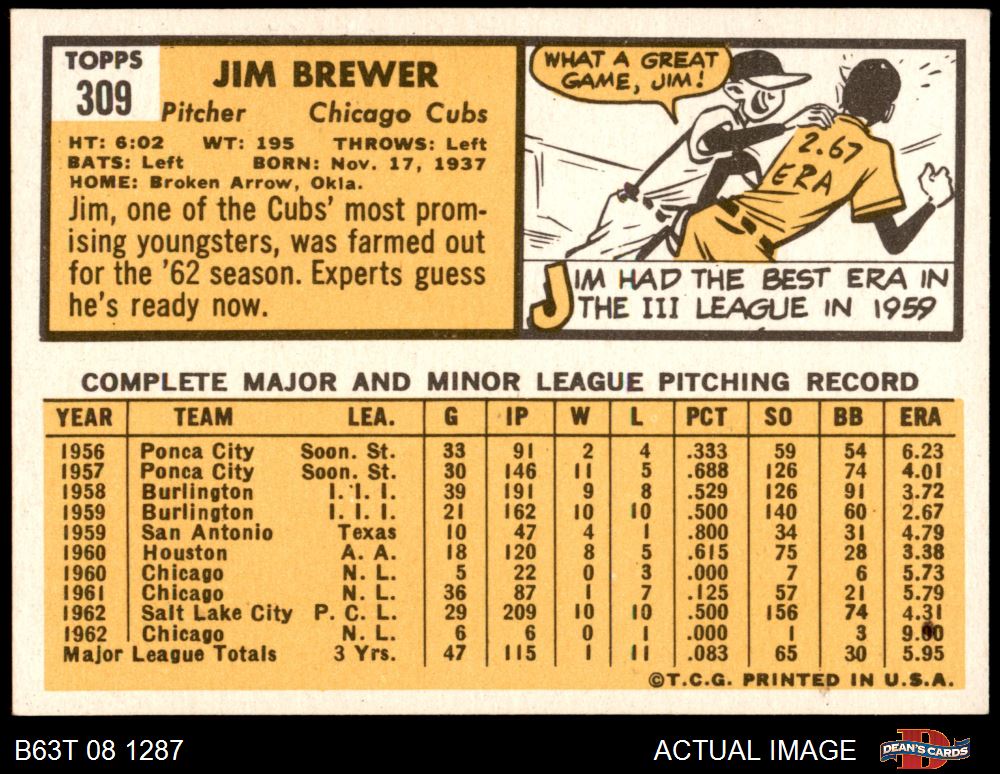 TOPPS
309
JIM BREWER
Pitcher Chicago Cubs
HT: 6:02 WT: 195 THROWS: Left
BATS: Left BORN: Nov. 17, 1937
HOME: Broken Arrow, Okla.
Jim, one of the Cubs' most prom-
ising youngsters, was farmed out
for the '62 season. Experts guess
he's ready now.
WHAT A GREAT
GAME, JIM!
2.67
ERA
JIM HAD THE BEST ERA IN
THE III LEAGUE IN 1959
COMPLETE MAJOR AND MINOR LEAGUE PITCHING RECORD
YEAR TEAM LEA. G IP W L PCT SO BB ERA
1956 Ponca City Soon. St. 33 91 2 4 .333 59 54 6.23
1957 Ponca City Soon. St. 30 146 11 5 .688 126 74 4.01
1958 Burlington I. I. I. 39 191 9 8 .529 126 91 3.72
1959 Burlington I. I. I. 21 162 10 10 .500 140 60 2.67
1959 San Antonio Texas 10 47 4 1 .800 34 31 4.79
1960 Houston A. A. 18 120 8 5 .615 75 28 3.38
1960 Chicago N. L. 5 22 0 3 .000 7 6 5.73
1961 Chicago N. L. 36 87 1 7 .125 57 21 5.79
1962 Salt Lake City P. C. L. 29 209 10 10 .500 156 74 4.31
1962 Chicago N. L. 6 6 0 1 .000 1 3 9.00
Major League Totals 3 Yrs. 47 115 1 11 .083 65 30 5.95
©T.C.G. PRINTED IN U.S.A.
B63T 08 1287 ACTUAL IMAGE DEAN'S CARDS